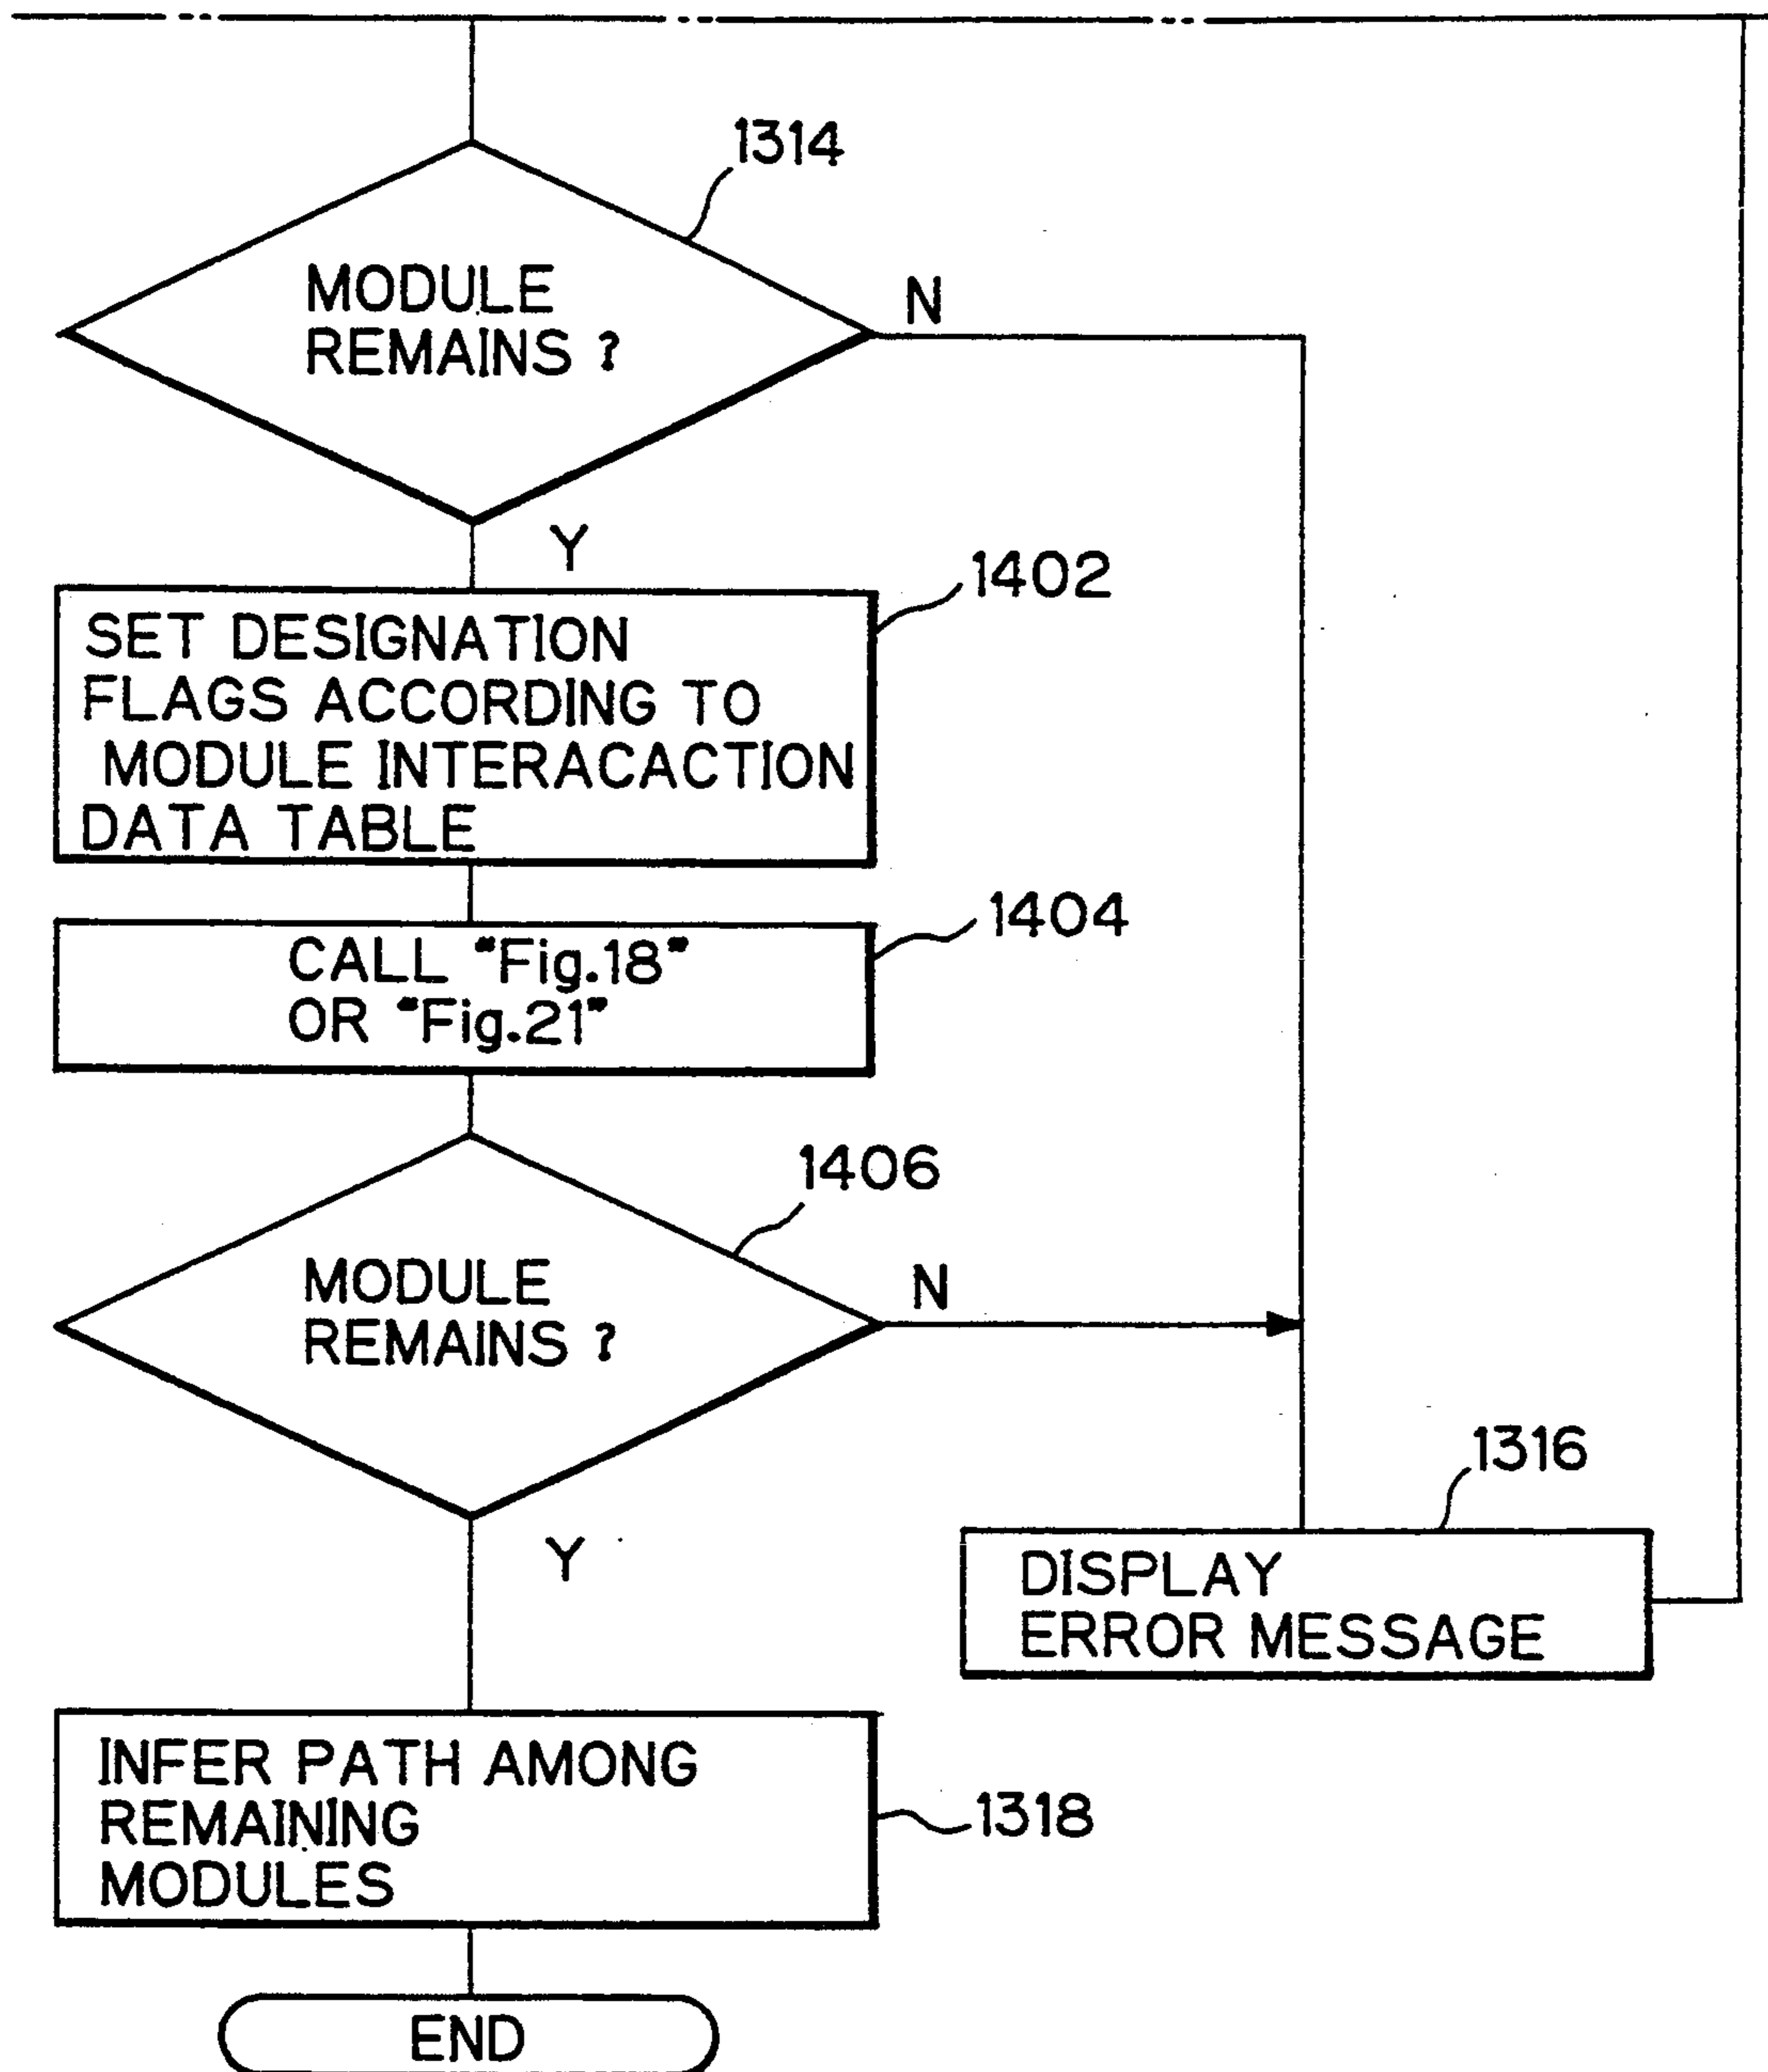 1314
MODULE
REMAINS ?
N
Y
1402
SET DESIGNATION
FLAGS ACCORDING TO
MODULE INTERACACTION
DATA TABLE
1404
CALL "Fig.18"
OR "Fig.21"
1406
MODULE
REMAINS ?
N
Y
1316
DISPLAY
ERROR MESSAGE
INFER PATH AMONG
REMAINING
MODULES
1318
END